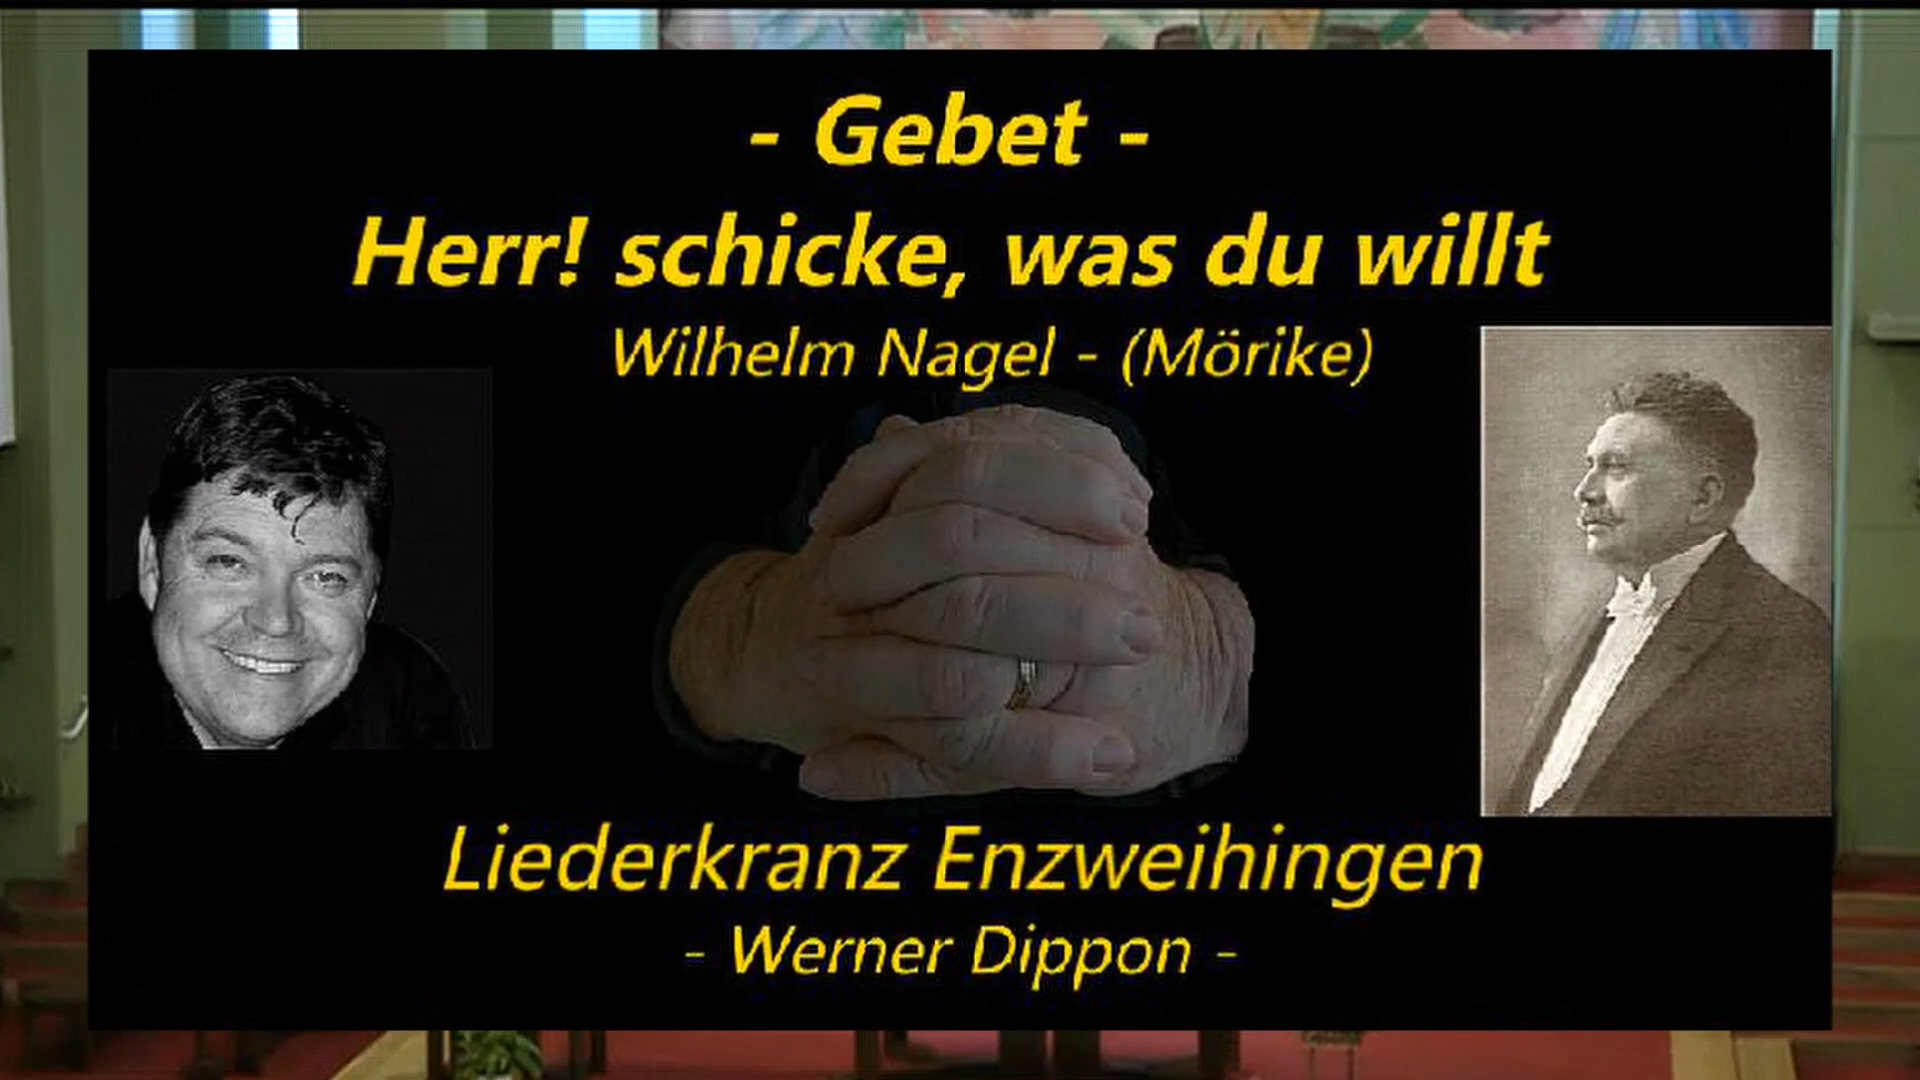 - Gebet -
Herr! schicke, was du willt
Wilhelm Nagel - (Mörike)
Liederkranz Enzweihingen
- Werner Dippon -